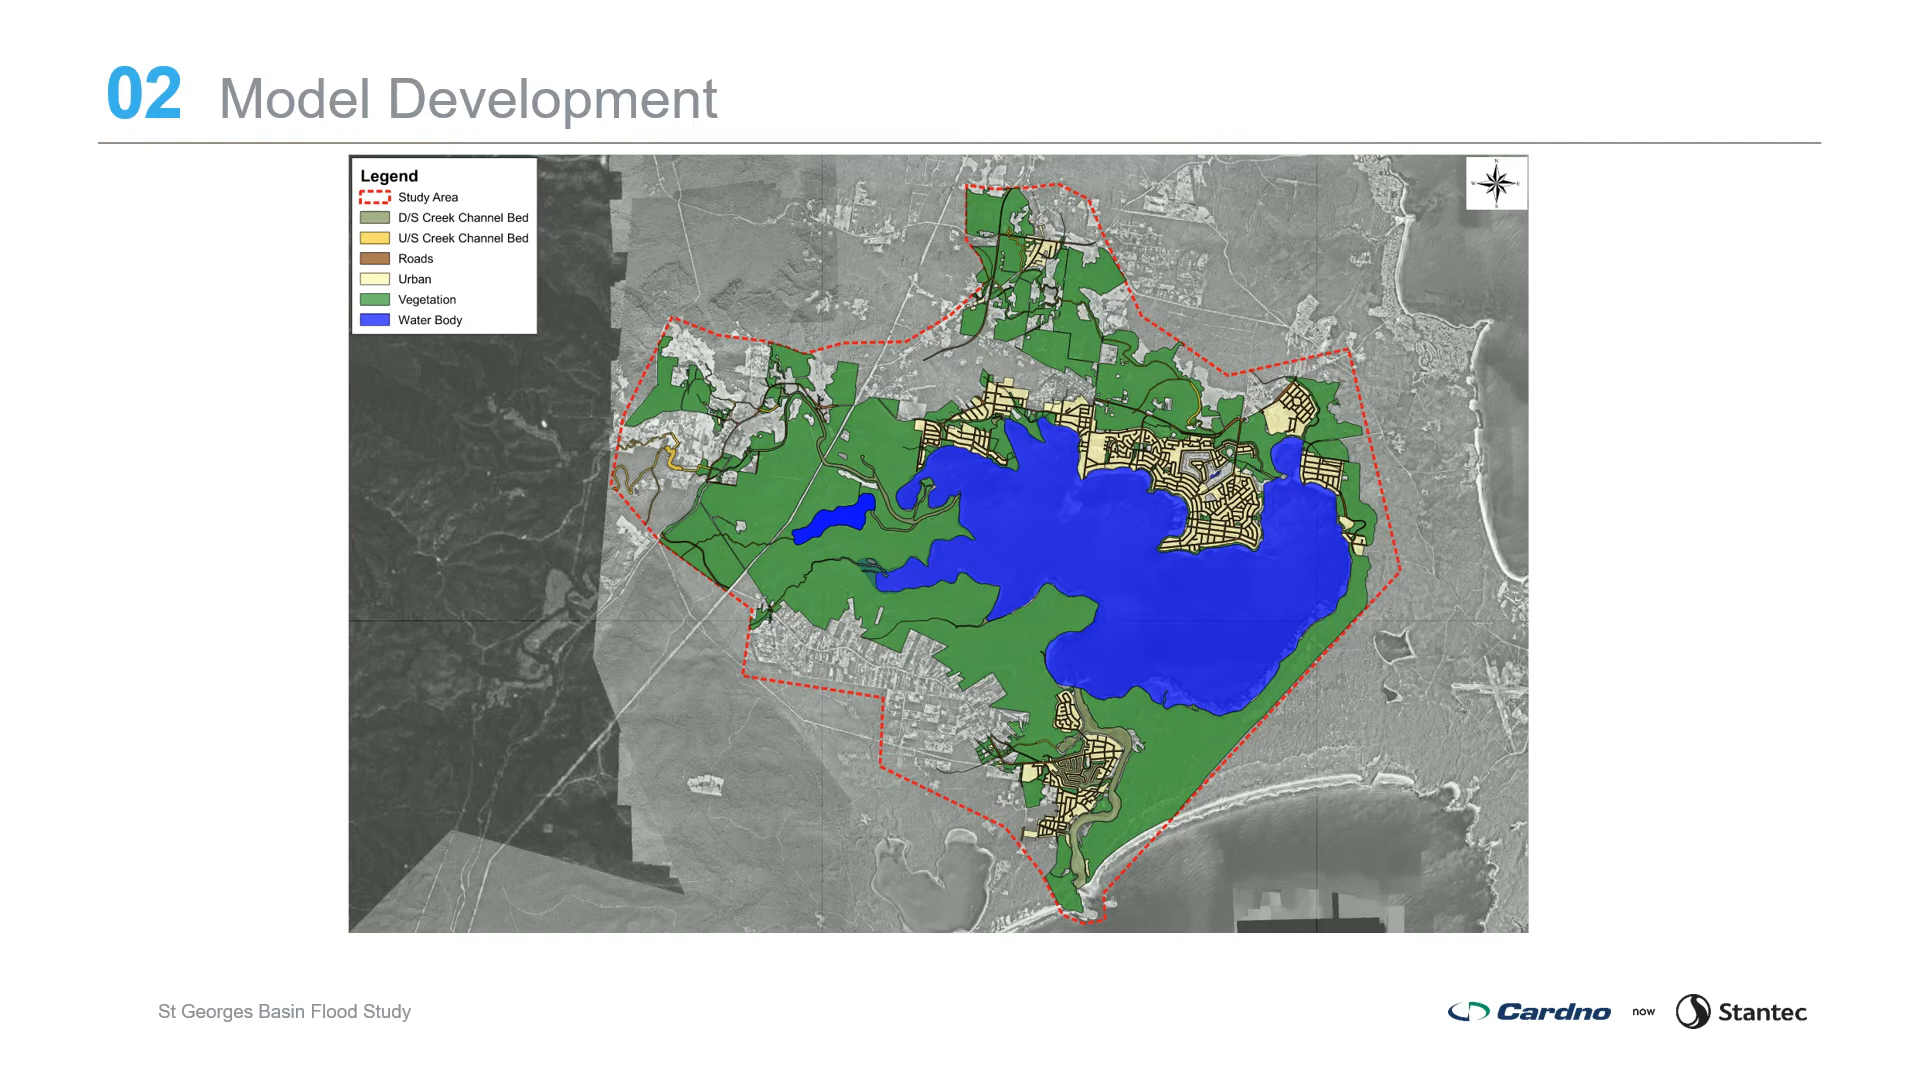 02 Model Development
Legend
Study Area
D/S Creek Channel Bed
U/S Creek Channel Bed
Roads
Urban
Vegetation
Water Body
N
W E
S
St Georges Basin Flood Study
Cardno now Stantec